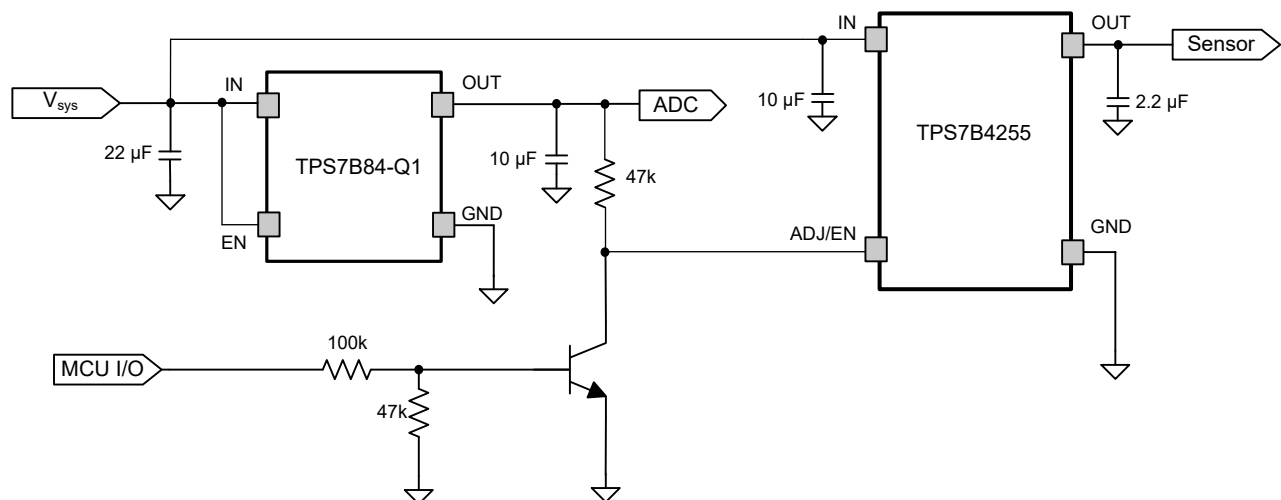 IN
OUT
Sensor
IN
OUT
V_sys
ADC
10 µF
2.2 µF
TPS7B4255
22 µF
TPS7B84-Q1
10 µF
47k
GND
EN
ADJ/EN
GND
100k
MCU I/O
47k